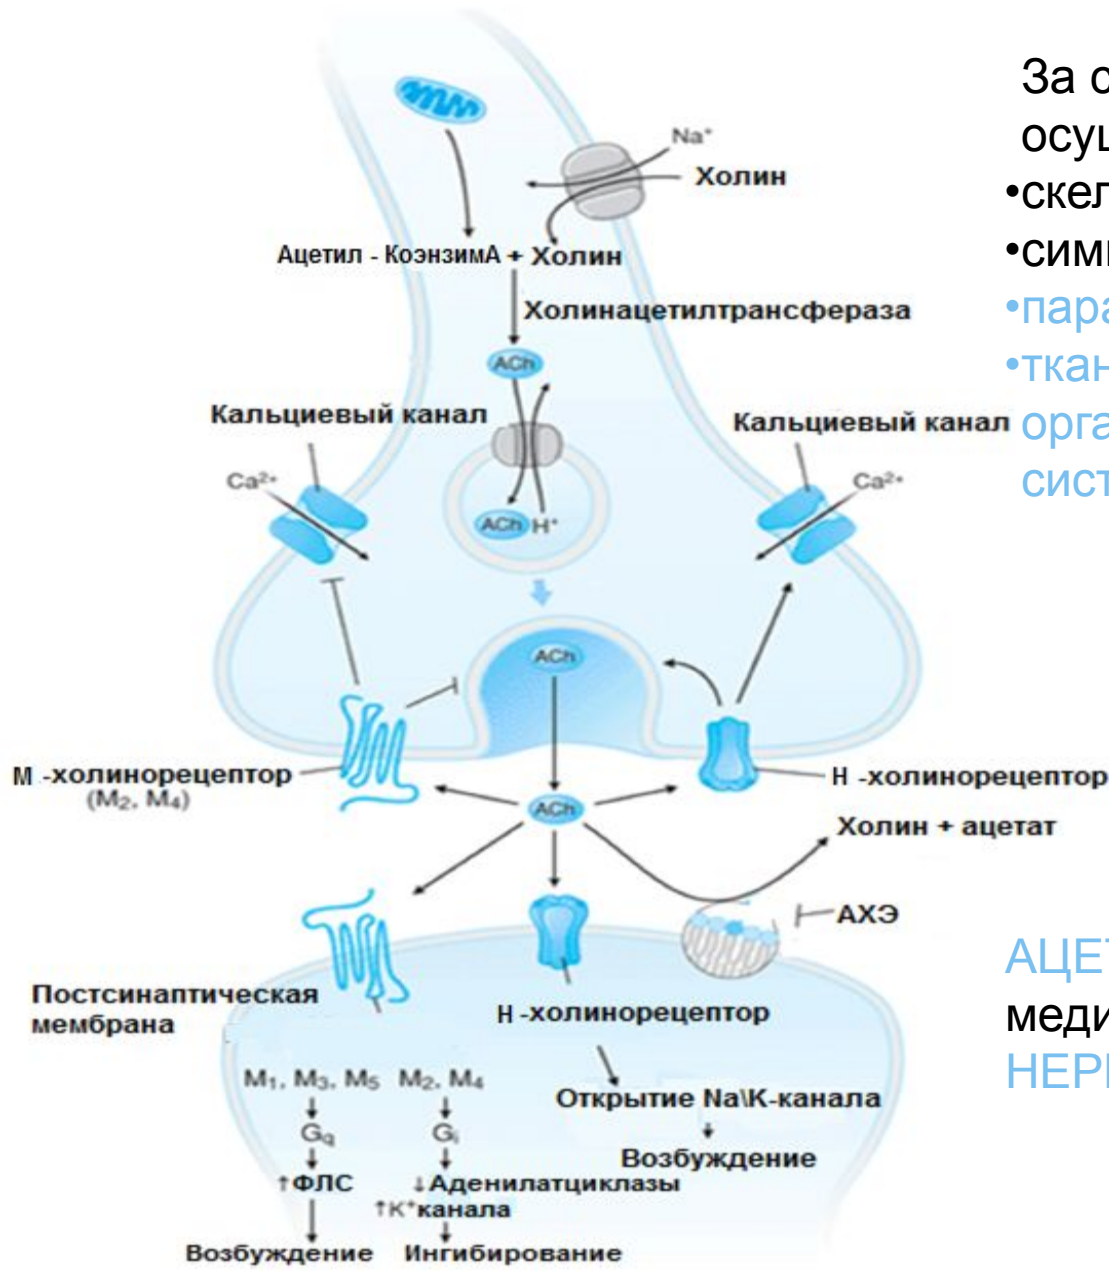 Na⁺
Холин
Ацетил - КоэнзимА + Холин
Холинацетилтрансфераза
ACh
Кальциевый канал
Кальциевый канал
Ca²⁺
Ca²⁺
ACh H⁺
ACh
М -холинорецептор
(M₂, M₄)
Н -холинорецептор
ACh
Холин + ацетат
АХЭ
Постсинаптическая
мембрана
Н -холинорецептор
M₁, M₃, M₅ M₂, M₄
Открытие Na\K-канала
Gq Gi
Возбуждение
↑ФЛС ↓Аденилатциклазы
↑K⁺канала
Возбуждение Ингибирование
За с
осущ
•скел
•сим
•пара
•ткан
орга
сист
АЦЕТ
меди
НЕР